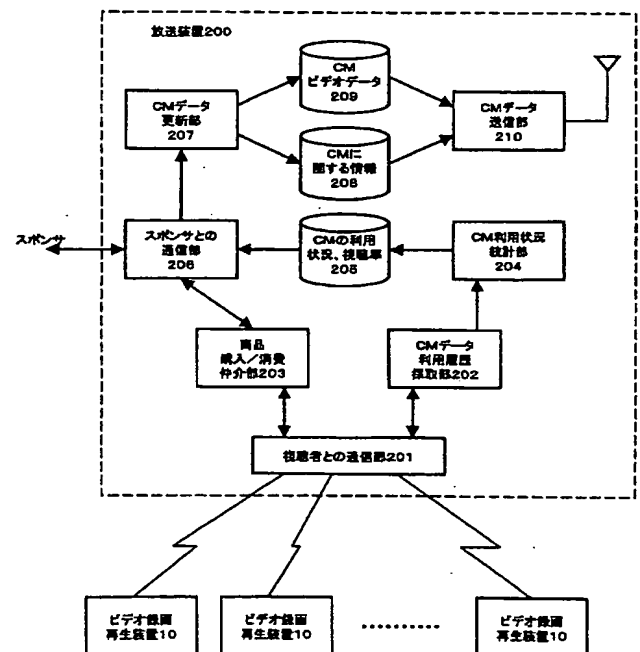 放送装置200
CM
ビデオデータ
209
CMデータ
更新部
207
CMデータ
送信部
210
CMに
関する情報
208
スポンサ
スポンサとの
通信部
206
CMの利用
状況、視聴率
205
CM利用状況
統計部
204
商品
購入/消費
仲介部203
CMデータ
利用履歴
採取部202
視聴者との通信部201
ビデオ録画
再生装置10
ビデオ録画
再生装置10
ビデオ録画
再生装置10